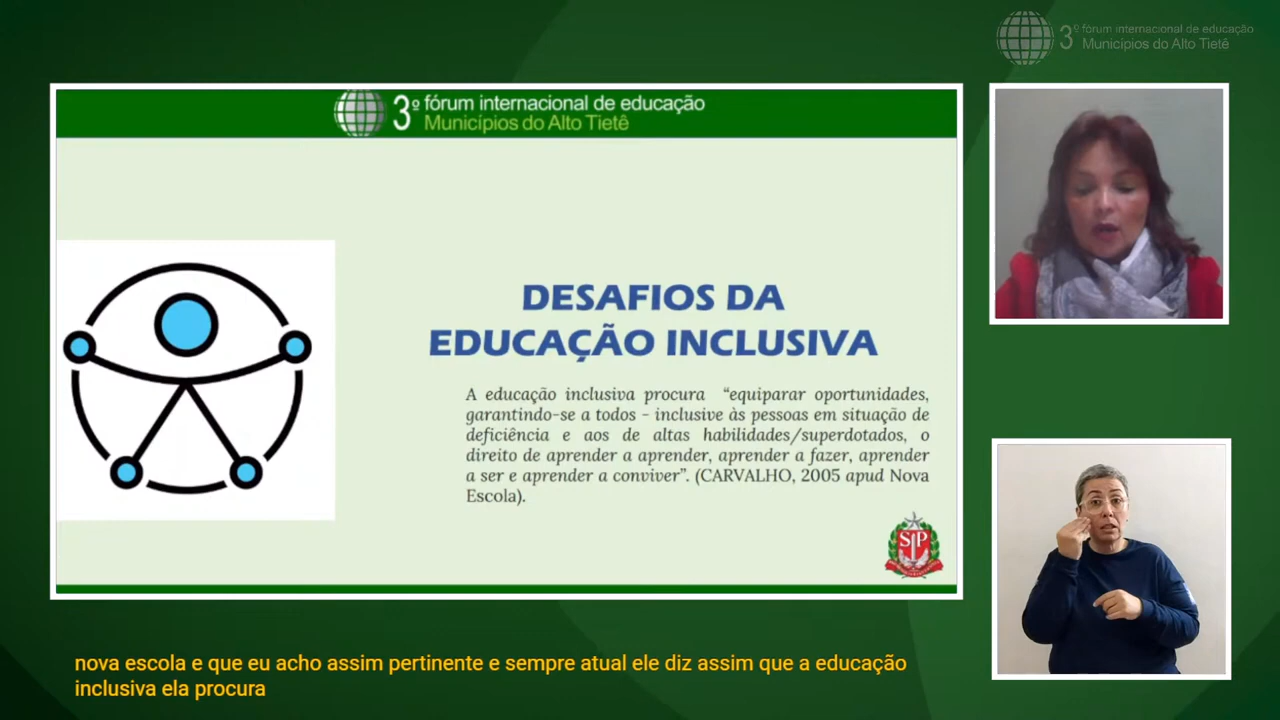 3º fórum internacional de educação
Municípios do Alto Tietê
3º fórum internacional de educação
Municípios do Alto Tietê
DESAFIOS DA
EDUCAÇÃO INCLUSIVA
A educação inclusiva procura “equiparar oportunidades,
garantindo-se a todos - inclusive às pessoas em situação de
deficiência e aos de altas habilidades/superdotados, o
direito de aprender a aprender, aprender a fazer, aprender
a ser e aprender a conviver”. (CARVALHO, 2005 apud Nova
Escola).
SP
nova escola e que eu acho assim pertinente e sempre atual ele diz assim que a educação
inclusiva ela procura